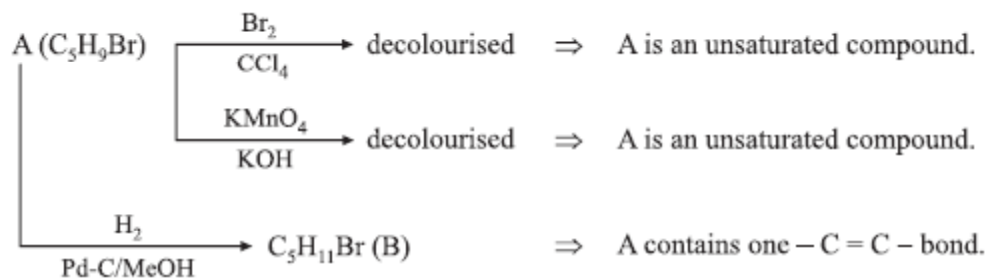 A (C₅H₉Br) Br₂ / CCl₄ decolourised ⇒ A is an unsaturated compound.
KMnO₄ / KOH decolourised ⇒ A is an unsaturated compound.
H₂ / Pd-C/MeOH C₅H₁₁Br (B) ⇒ A contains one – C = C – bond.